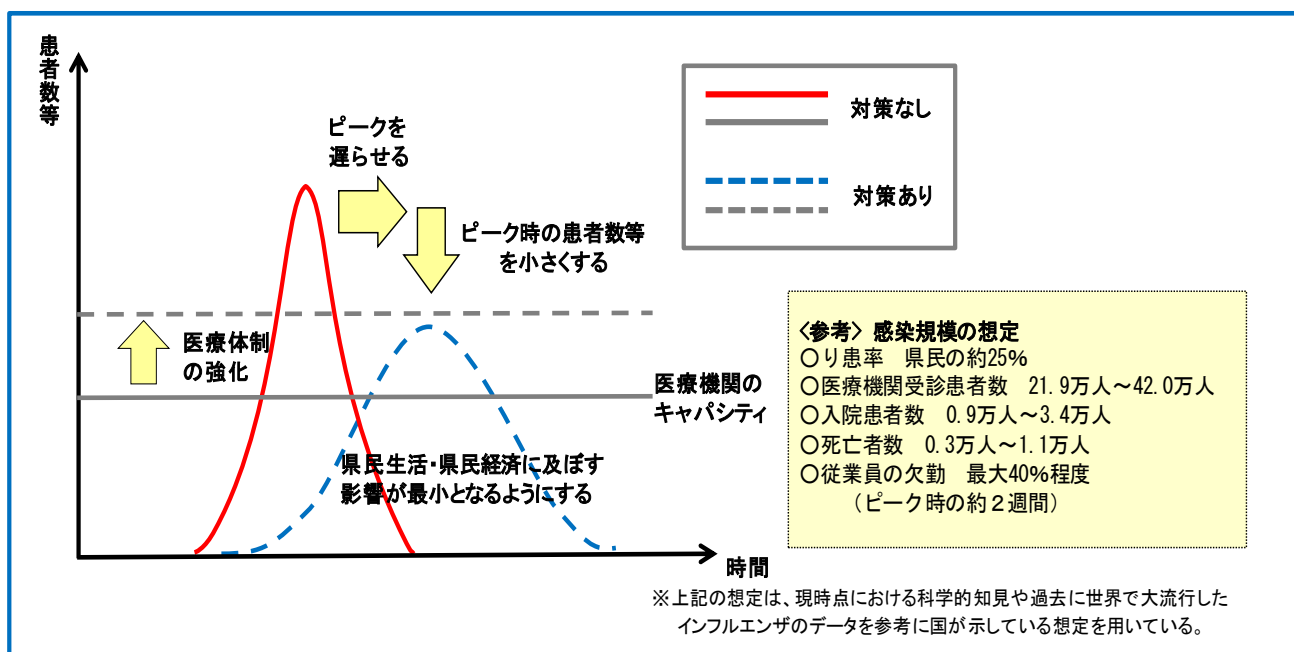 患者数等
ピークを
遅らせる
ピーク時の患者数等
を小さくする
医療体制
の強化
医療機関の
キャパシティ
県民生活・県民経済に及ぼす
影響が最小となるようにする
時間
対策なし
対策あり
〈参考〉 感染規模の想定
○り患率　県民の約25%
○医療機関受診患者数　21.9万人～42.0万人
○入院患者数　0.9万人～3.4万人
○死亡者数　0.3万人～1.1万人
○従業員の欠勤　最大40%程度
（ピーク時の約２週間）
※上記の想定は、現時点における科学的知見や過去に世界で大流行した
インフルエンザのデータを参考に国が示している想定を用いている。